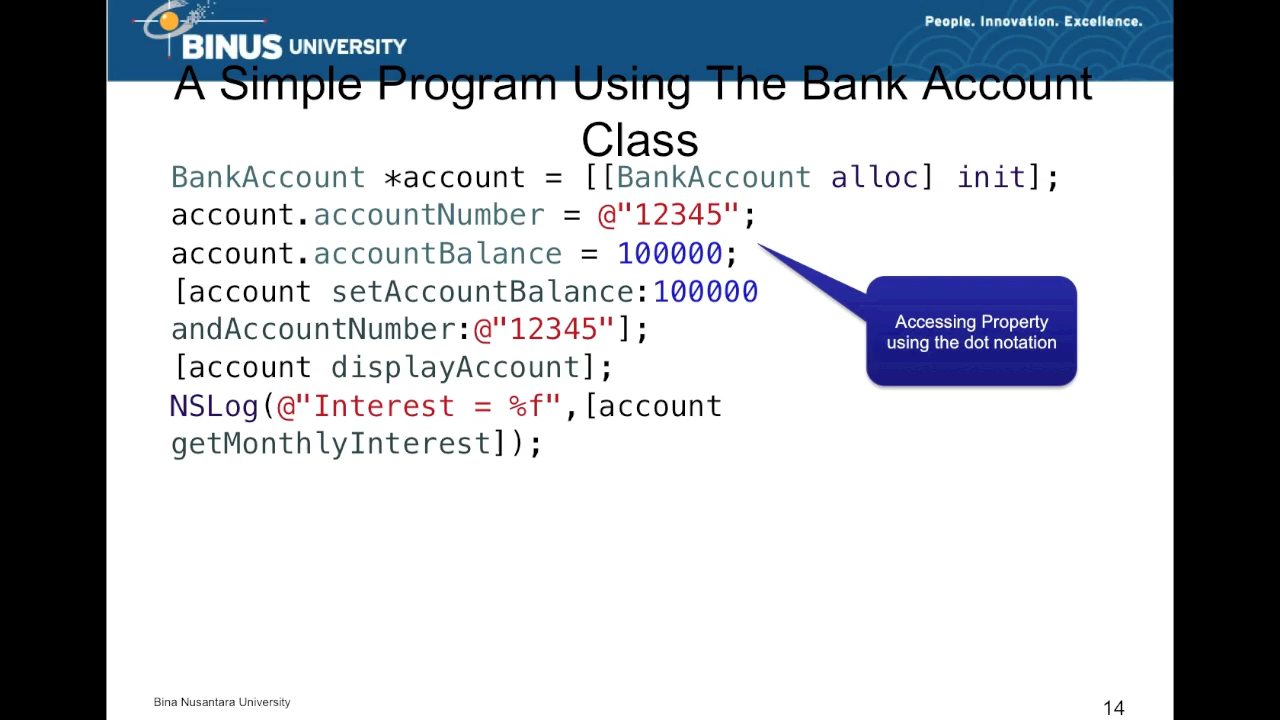 People. Innovation. Excellence.
BINUS UNIVERSITY
A Simple Program Using The Bank Account
Class
BankAccount *account = [[BankAccount alloc] init];
account.accountNumber = @"12345";
account.accountBalance = 100000;
[account setAccountBalance:100000
andAccountNumber:@"12345"];
[account displayAccount];
NSLog(@"Interest = %f",[account
getMonthlyInterest]);
Accessing Property
using the dot notation
Bina Nusantara University
14